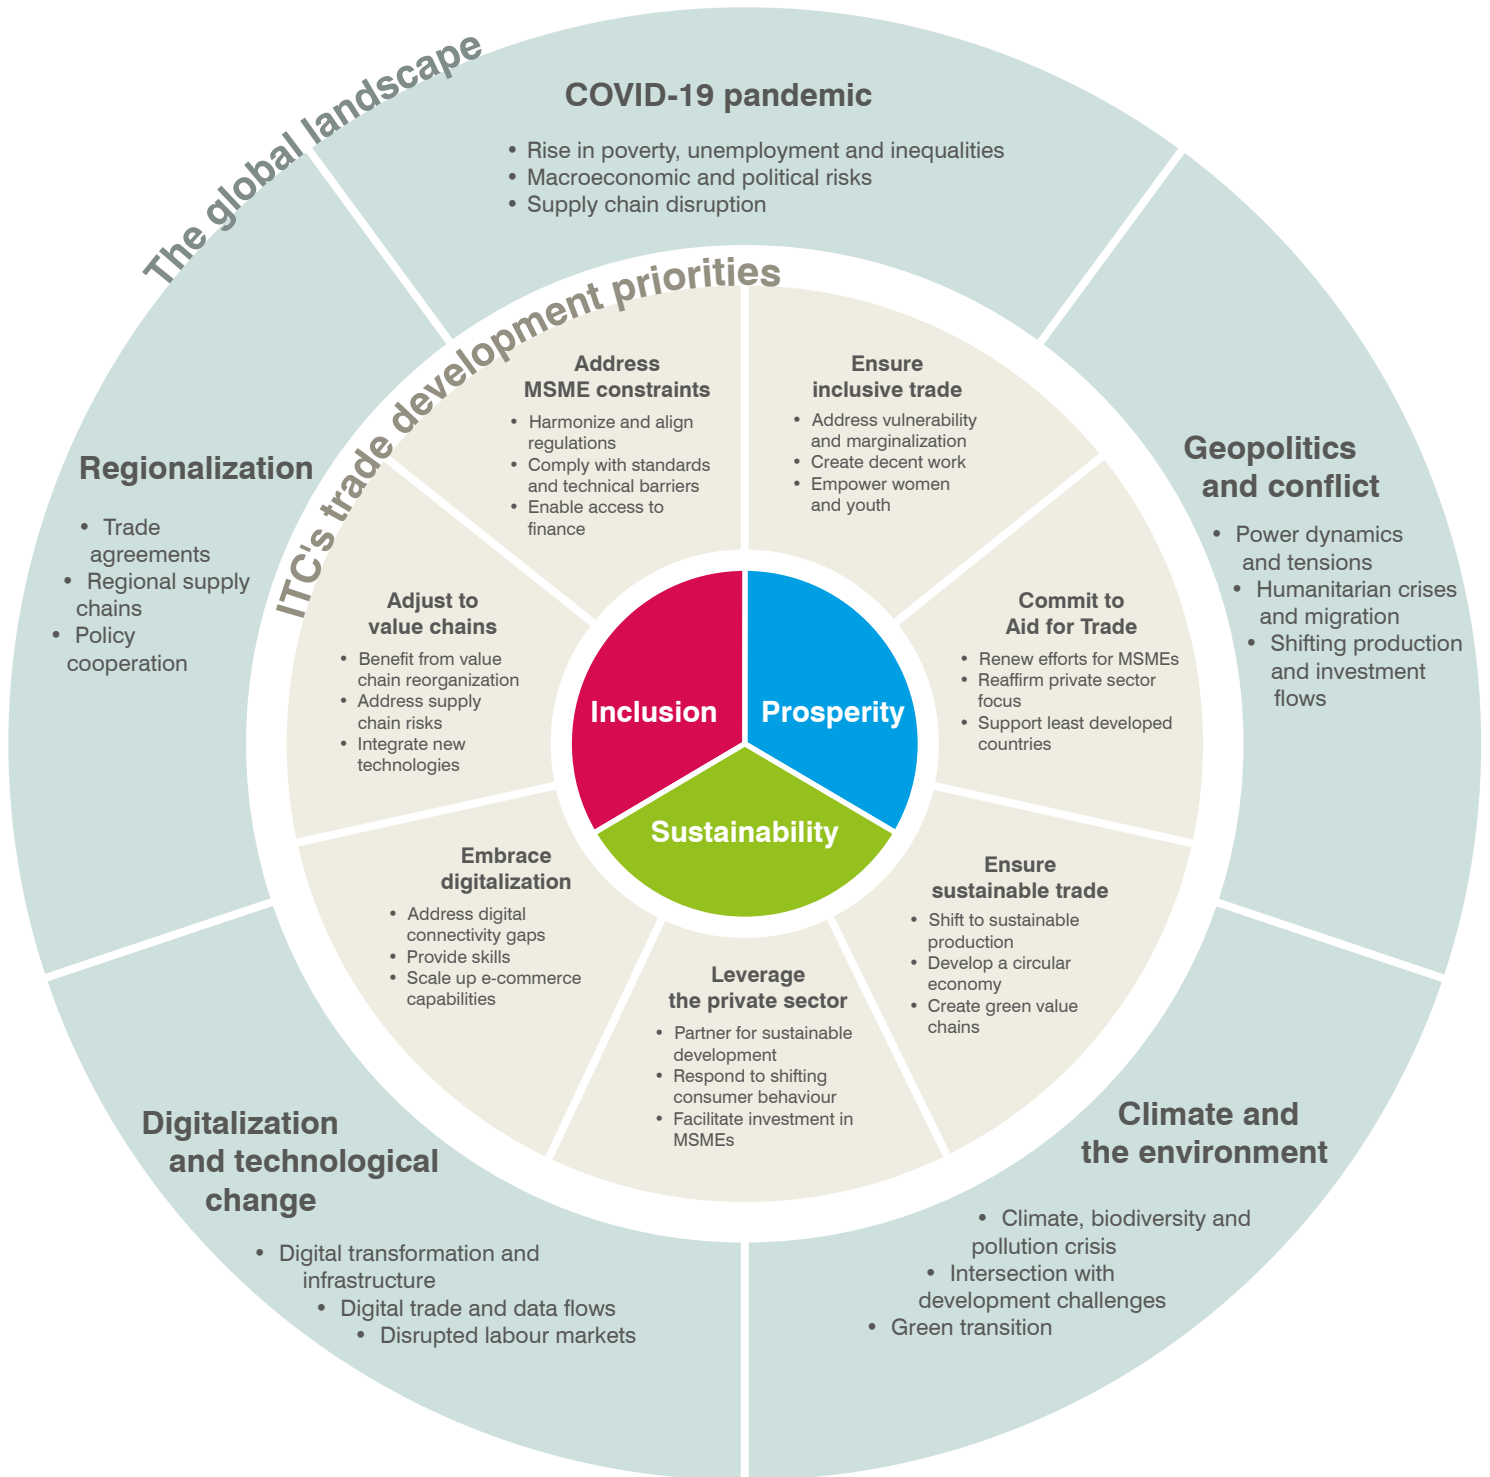 The global landscape
COVID-19 pandemic
• Rise in poverty, unemployment and inequalities
• Macroeconomic and political risks
• Supply chain disruption
Geopolitics
and conflict
• Power dynamics
and tensions
• Humanitarian crises
and migration
• Shifting production
and investment
flows
Climate and
the environment
• Climate, biodiversity and
pollution crisis
• Intersection with
development challenges
• Green transition
Digitalization
and technological
change
• Digital transformation and
infrastructure
• Digital trade and data flows
• Disrupted labour markets
Regionalization
• Trade
agreements
• Regional supply
chains
• Policy
cooperation
ITC's trade development priorities
Address
MSME constraints
• Harmonize and align
regulations
• Comply with standards
and technical barriers
• Enable access to
finance
Ensure
inclusive trade
• Address vulnerability
and marginalization
• Create decent work
• Empower women
and youth
Commit to
Aid for Trade
• Renew efforts for MSMEs
• Reaffirm private sector
focus
• Support least developed
countries
Ensure
sustainable trade
• Shift to sustainable
production
• Develop a circular
economy
• Create green value
chains
Leverage
the private sector
• Partner for sustainable
development
• Respond to shifting
consumer behaviour
• Facilitate investment in
MSMEs
Embrace
digitalization
• Address digital
connectivity gaps
• Provide skills
• Scale up e-commerce
capabilities
Adjust to
value chains
• Benefit from value
chain reorganization
• Address supply
chain risks
• Integrate new
technologies
Inclusion
Prosperity
Sustainability